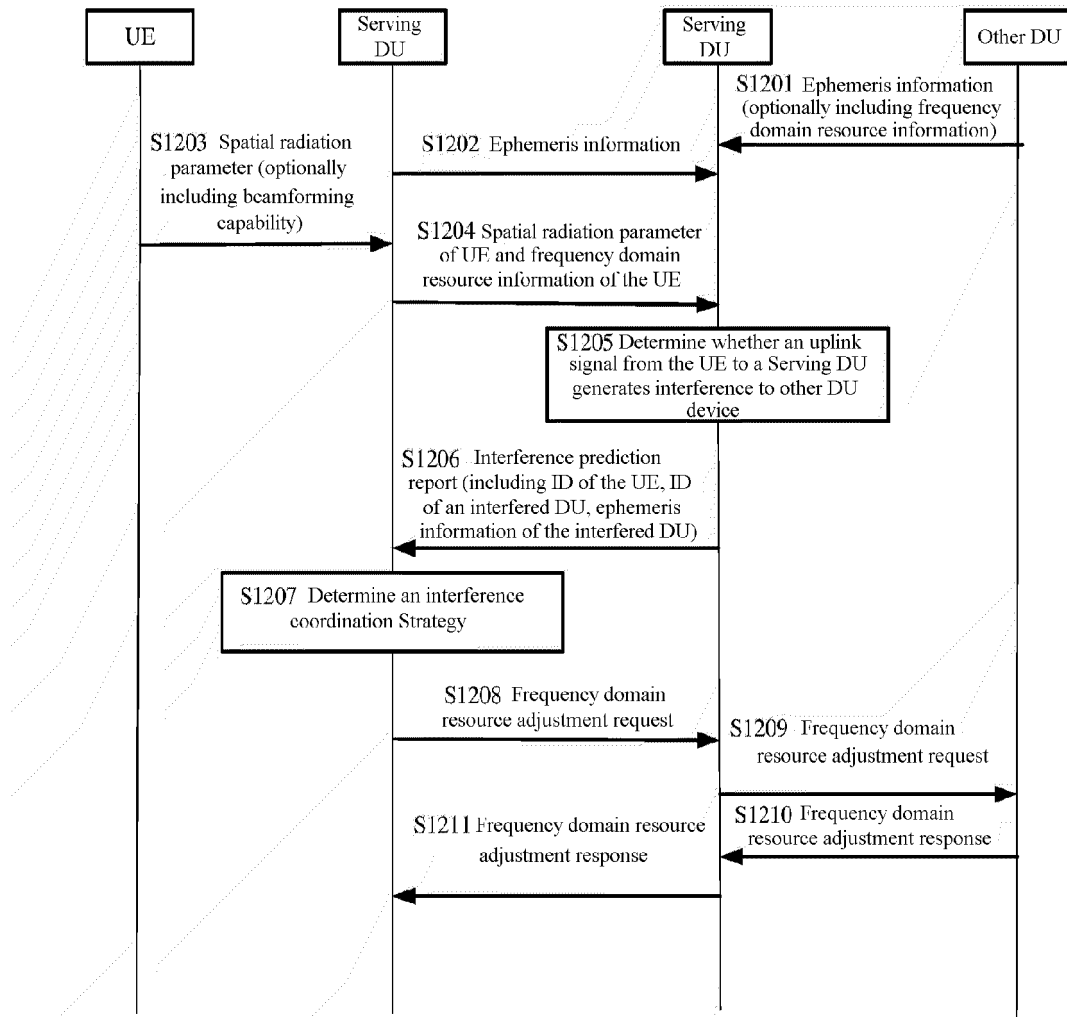 UE
Serving
DU
Serving
DU
Other DU
S1201 Ephemeris information
(optionally including frequency
domain resource information)
S1203 Spatial radiation
parameter (optionally
including beamforming
capability)
S1202 Ephemeris information
S1204 Spatial radiation parameter
of UE and frequency domain
resource information of the UE
S1205 Determine whether an uplink
signal from the UE to a Serving DU
generates interference to other DU
device
S1206 Interference prediction
report (including ID of the UE, ID
of an interfered DU, ephemeris
information of the interfered DU)
S1207 Determine an interference
coordination Strategy
S1208 Frequency domain
resource adjustment request
S1209 Frequency domain
resource adjustment request
S1210 Frequency domain
resource adjustment response
S1211 Frequency domain resource
adjustment response